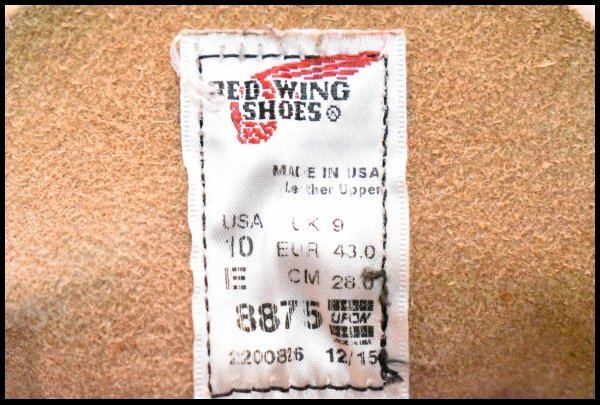 RED WING
SHOES®
MADE IN USA
Leather Upper
USA UK 9
10 EUR 43.0
E CM 28.0
8875
UFCW
2200826 12/15